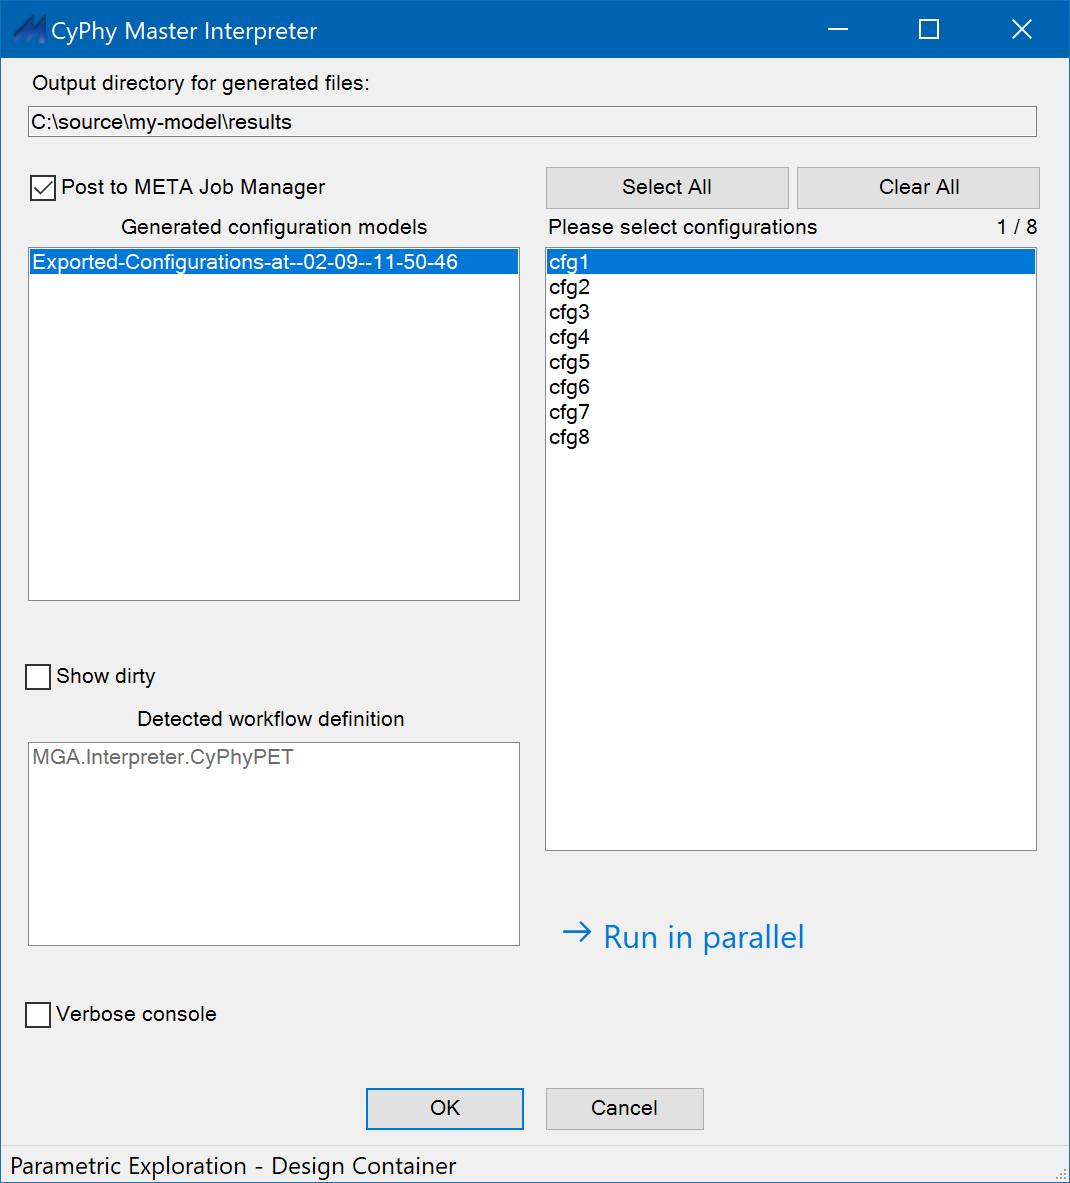 CyPhy Master Interpreter
Output directory for generated files:
C:\source\my-model\results
Post to META Job Manager
Select All
Clear All
Generated configuration models
Please select configurations
1 / 8
Exported-Configurations-at--02-09--11-50-46
cfg1
cfg2
cfg3
cfg4
cfg5
cfg6
cfg7
cfg8
Show dirty
Detected workflow definition
MGA.Interpreter.CyPhyPET
→ Run in parallel
Verbose console
OK
Cancel
Parametric Exploration - Design Container